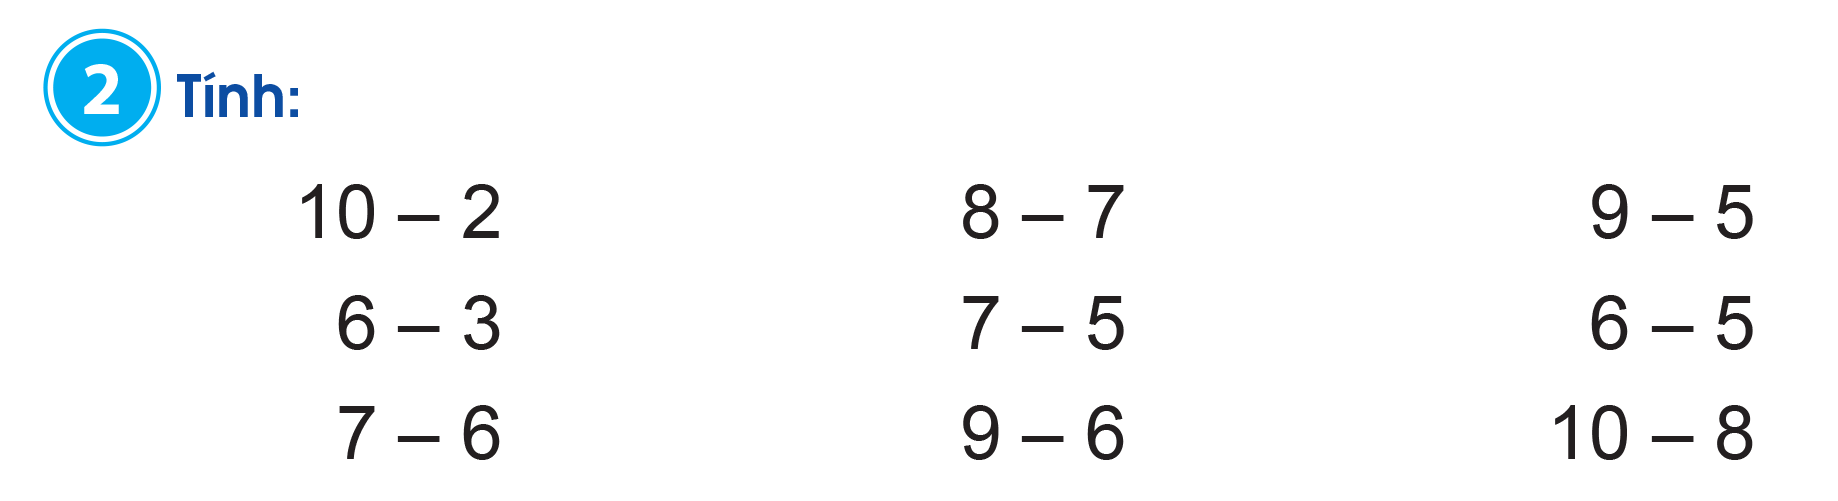 2 Tính:
10 – 2 8 – 7 9 – 5
6 – 3 7 – 5 6 – 5
7 – 6 9 – 6 10 – 8